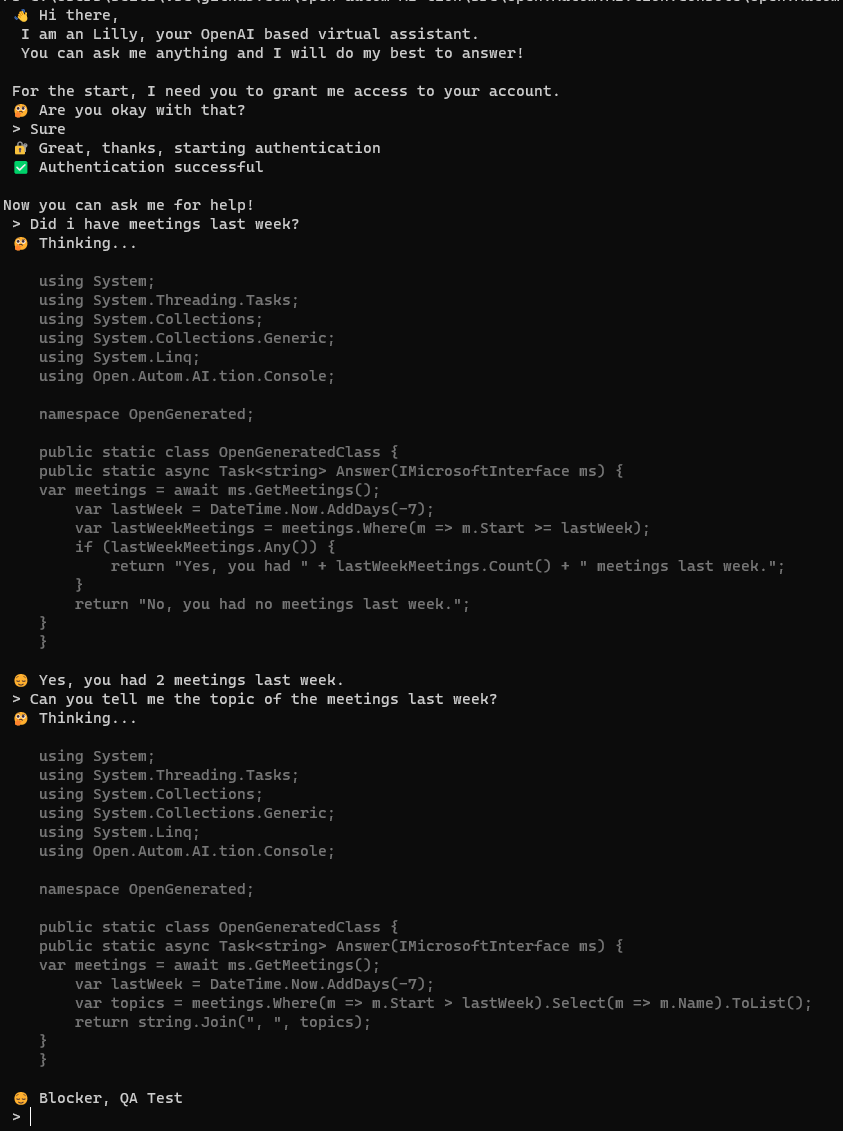 Hi there,
I am an Lilly, your OpenAI based virtual assistant.
You can ask me anything and I will do my best to answer!
For the start, I need you to grant me access to your account.
Are you okay with that?
> Sure
Great, thanks, starting authentication
Authentication successful
Now you can ask me for help!
> Did i have meetings last week?
Thinking...
using System;
using System.Threading.Tasks;
using System.Collections;
using System.Collections.Generic;
using System.Linq;
using Open.Autom.AI.tion.Console;
namespace OpenGenerated;
public static class OpenGeneratedClass {
public static async Task<string> Answer(IMicrosoftInterface ms) {
var meetings = await ms.GetMeetings();
var lastWeek = DateTime.Now.AddDays(-7);
var lastWeekMeetings = meetings.Where(m => m.Start >= lastWeek);
if (lastWeekMeetings.Any()) {
return "Yes, you had " + lastWeekMeetings.Count() + " meetings last week.";
}
return "No, you had no meetings last week.";
}
}
Yes, you had 2 meetings last week.
> Can you tell me the topic of the meetings last week?
Thinking...
using System;
using System.Threading.Tasks;
using System.Collections;
using System.Collections.Generic;
using System.Linq;
using Open.Autom.AI.tion.Console;
namespace OpenGenerated;
public static class OpenGeneratedClass {
public static async Task<string> Answer(IMicrosoftInterface ms) {
var meetings = await ms.GetMeetings();
var lastWeek = DateTime.Now.AddDays(-7);
var topics = meetings.Where(m => m.Start > lastWeek).Select(m => m.Name).ToList();
return string.Join(", ", topics);
}
}
Blocker, QA Test
>